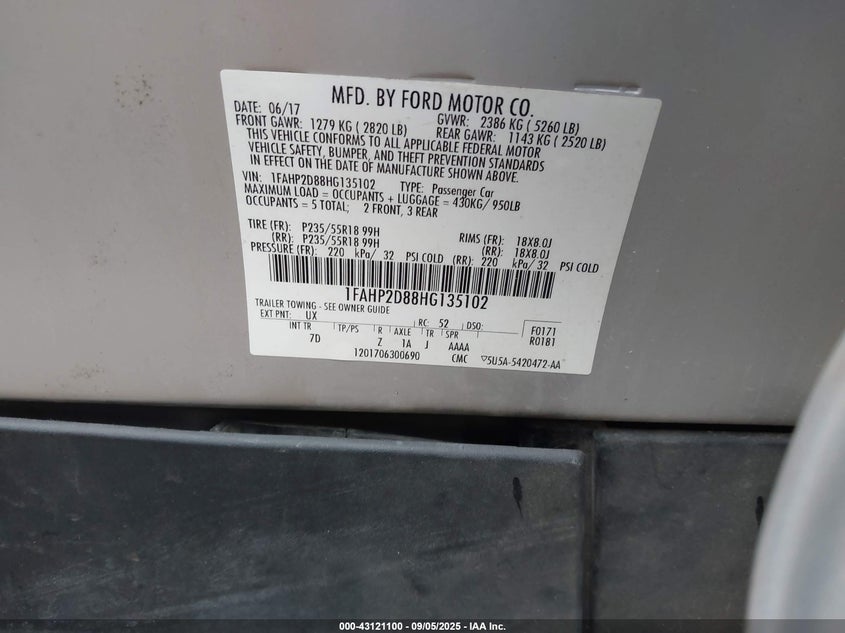 MFD. BY FORD MOTOR CO.
DATE: 06/17 GVWR: 2386 KG ( 5260 LB)
FRONT GAWR: 1279 KG ( 2820 LB) REAR GAWR: 1143 KG ( 2520 LB)
THIS VEHICLE CONFORMS TO ALL APPLICABLE FEDERAL MOTOR
VEHICLE SAFETY, BUMPER, AND THEFT PREVENTION STANDARDS
IN EFFECT ON THE DATE OF MANUFACTURE SHOWN ABOVE.
VIN: 1FAHP2D88HG135102 TYPE: Passenger Car
MAXIMUM LOAD = OCCUPANTS + LUGGAGE = 430KG/ 950LB
OCCUPANTS = 5 TOTAL; 2 FRONT, 3 REAR
TIRE (FR): P235/55R18 99H RIMS (FR): 18X8.0J
(RR): P235/55R18 99H (RR): 18X8.0J
PRESSURE (FR): 220 kPa/ 32 PSI COLD (RR): 220 kPa/ 32 PSI COLD
1FAHP2D88HG135102
TRAILER TOWING - SEE OWNER GUIDE
EXT PNT: UX RC: 52 DSO: F0171
INT TR TP/PS R AXLE TR SPR R0181
7D Z 1A J AAAA
1201706300690 CMC ▽5U5A-5420472-AA
000-43121100 - 09/05/2025 - IAA Inc.